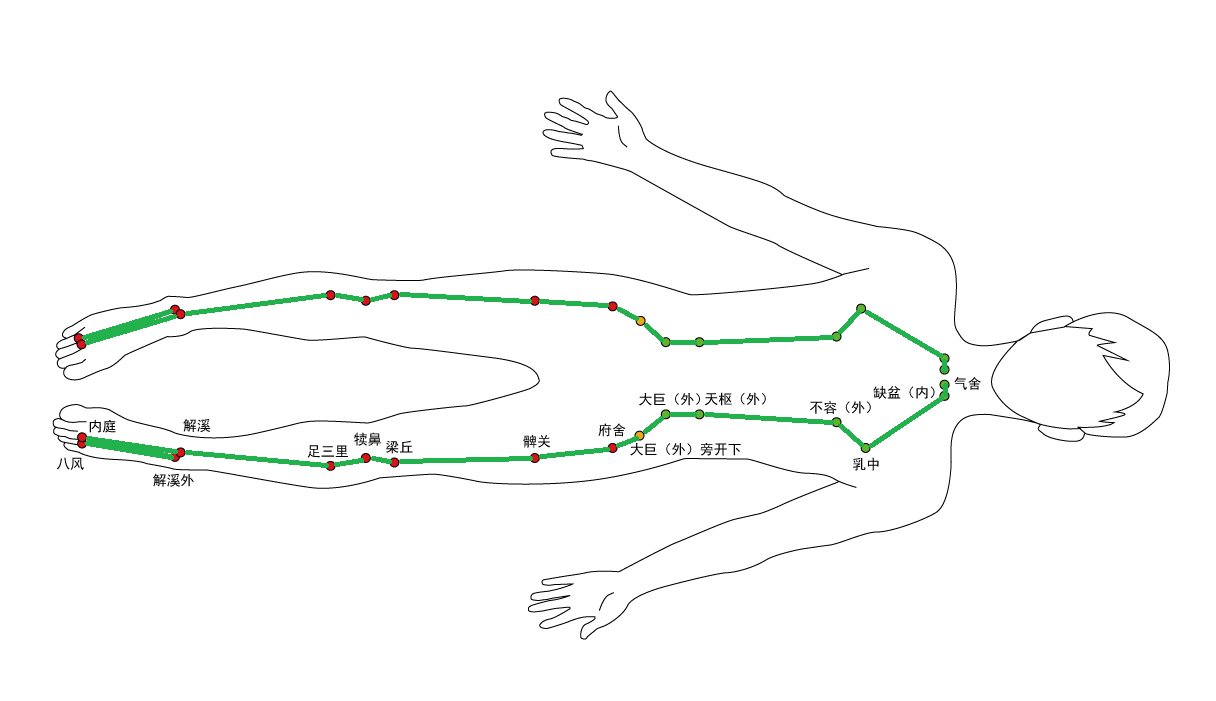 气舍
缺盆（内）
大巨（外）
天枢（外）
不容（外）
内庭
解溪
府舍
髀关
犊鼻
梁丘
大巨（外）旁开下
足三里
八风
乳中
解溪外